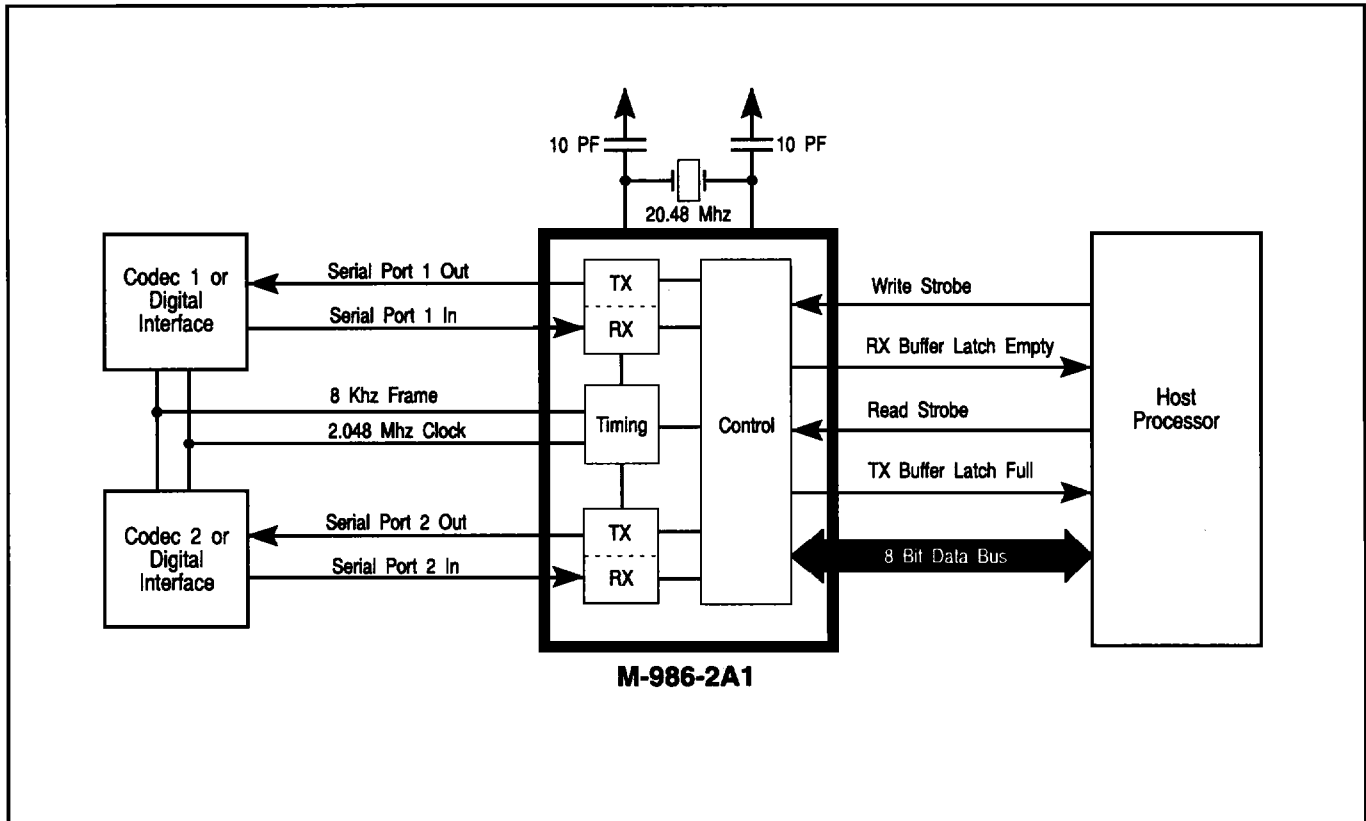 10 PF
10 PF
20.48 Mhz
Codec 1 or
Digital
Interface
Serial Port 1 Out
Serial Port 1 In
8 Khz Frame
2.048 Mhz Clock
Codec 2 or
Digital
Interface
Serial Port 2 Out
Serial Port 2 In
TX
RX
Timing
TX
RX
Control
Write Strobe
RX Buffer Latch Empty
Read Strobe
TX Buffer Latch Full
8 Bit Data Bus
Host
Processor
M-986-2A1